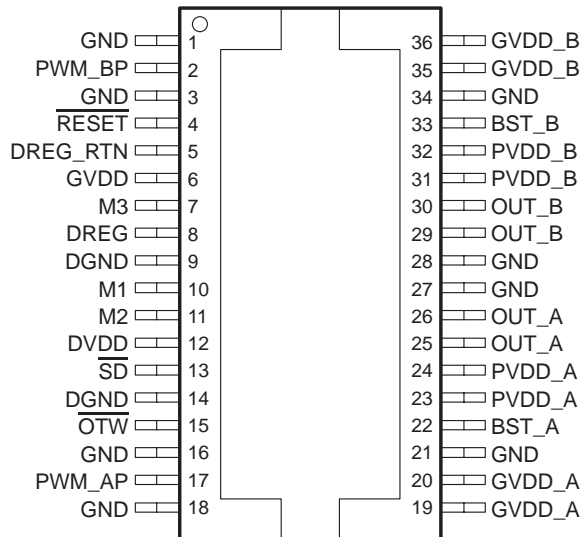 GND 1 36 GVDD_B
PWM_BP 2 35 GVDD_B
GND 3 34 GND
RESET 4 33 BST_B
DREG_RTN 5 32 PVDD_B
GVDD 6 31 PVDD_B
M3 7 30 OUT_B
DREG 8 29 OUT_B
DGND 9 28 GND
M1 10 27 GND
M2 11 26 OUT_A
DVDD 12 25 OUT_A
SD 13 24 PVDD_A
DGND 14 23 PVDD_A
OTW 15 22 BST_A
GND 16 21 GND
PWM_AP 17 20 GVDD_A
GND 18 19 GVDD_A